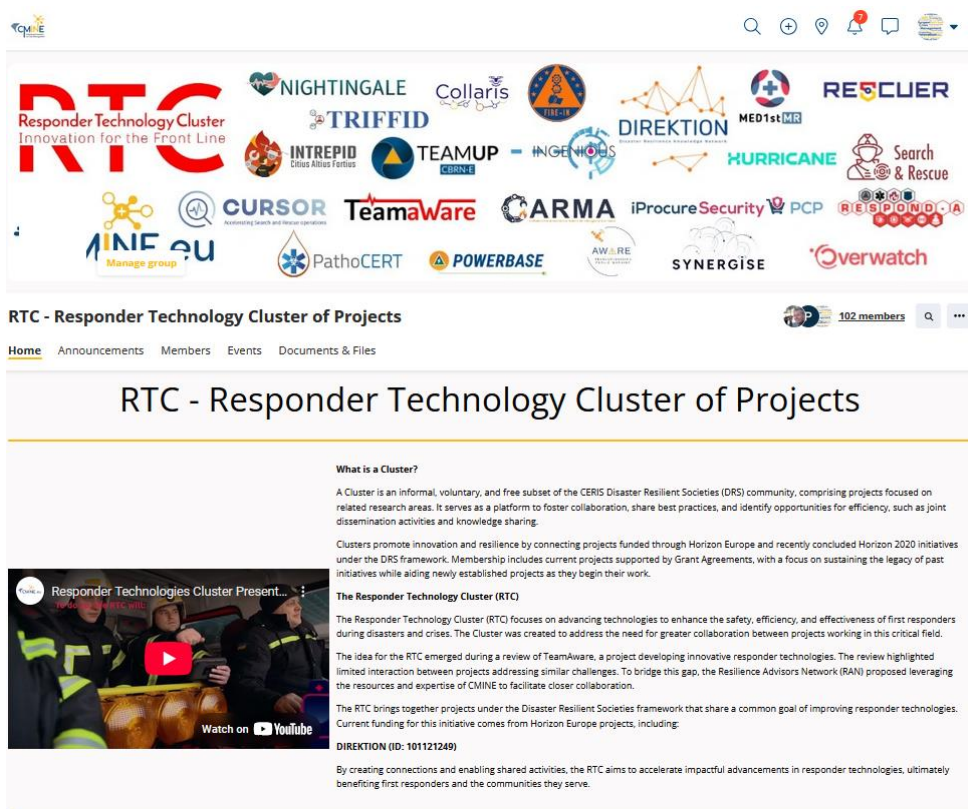 CMINE
7
RTC
Responder Technology Cluster
Innovation for the Front Line
NIGHTINGALE
Collaris
FIRE-IN
DIREKTION
MED1stMR
RESCUER
TRIFFID
INTREPID
Citius Altius Fortius
TEAMUP
CBRN-E
INGENIOUS
HURRICANE
Search
& Rescue
CURSOR
Accelerating Search and Rescue operations
TeamaWare
CARMA
iProcureSecurity PCP
RESPOND-A
MINE.eu
Manage group
PathoCERT
POWERBASE
AWARE
SYNERGISE
Overwatch
RTC - Responder Technology Cluster of Projects
102 members
Home Announcements Members Events Documents & Files
RTC - Responder Technology Cluster of Projects
What is a Cluster?
A Cluster is an informal, voluntary, and free subset of the CERIS Disaster Resilient Societies (DRS) community, comprising projects focused on
related research areas. It serves as a platform to foster collaboration, share best practices, and identify opportunities for efficiency, such as joint
dissemination activities and knowledge sharing.
Clusters promote innovation and resilience by connecting projects funded through Horizon Europe and recently concluded Horizon 2020 initiatives
under the DRS framework. Membership includes current projects supported by Grant Agreements, with a focus on sustaining the legacy of past
initiatives while aiding newly established projects as they begin their work.
The Responder Technology Cluster (RTC)
The Responder Technology Cluster (RTC) focuses on advancing technologies to enhance the safety, efficiency, and effectiveness of first responders
during disasters and crises. The Cluster was created to address the need for greater collaboration between projects working in this critical field.
The idea for the RTC emerged during a review of TeamAware, a project developing innovative responder technologies. The review highlighted
limited interaction between projects addressing similar challenges. To bridge this gap, the Resilience Advisors Network (RAN) proposed leveraging
the resources and expertise of CMINE to facilitate closer collaboration.
The RTC brings together projects under the Disaster Resilient Societies framework that share a common goal of improving responder technologies.
Current funding for this initiative comes from Horizon Europe projects, including:
DIREKTION (ID: 101121249)
By creating connections and enabling shared activities, the RTC aims to accelerate impactful advancements in responder technologies, ultimately
benefiting first responders and the communities they serve.
Responder Technologies Cluster Present...
Watch on YouTube